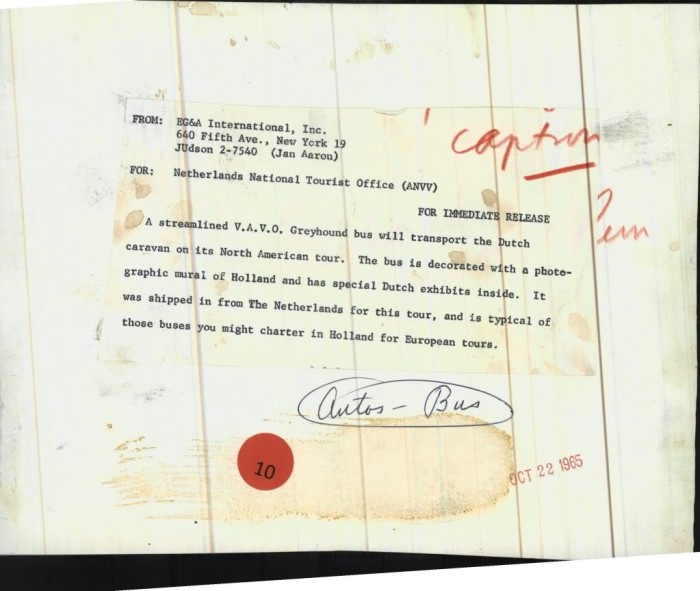 FROM: EG&A International, Inc.
640 Fifth Ave., New York 19
JUdson 2-7540 (Jan Aaron)
caption
FOR: Netherlands National Tourist Office (ANVV)
FOR IMMEDIATE RELEASE
A streamlined V.A.V.O. Greyhound bus will transport the Dutch
caravan on its North American tour. The bus is decorated with a photo-
graphic mural of Holland and has special Dutch exhibits inside. It
was shipped in from The Netherlands for this tour, and is typical of
those buses you might charter in Holland for European tours.
Autos - Bus
10
OCT 22 1965